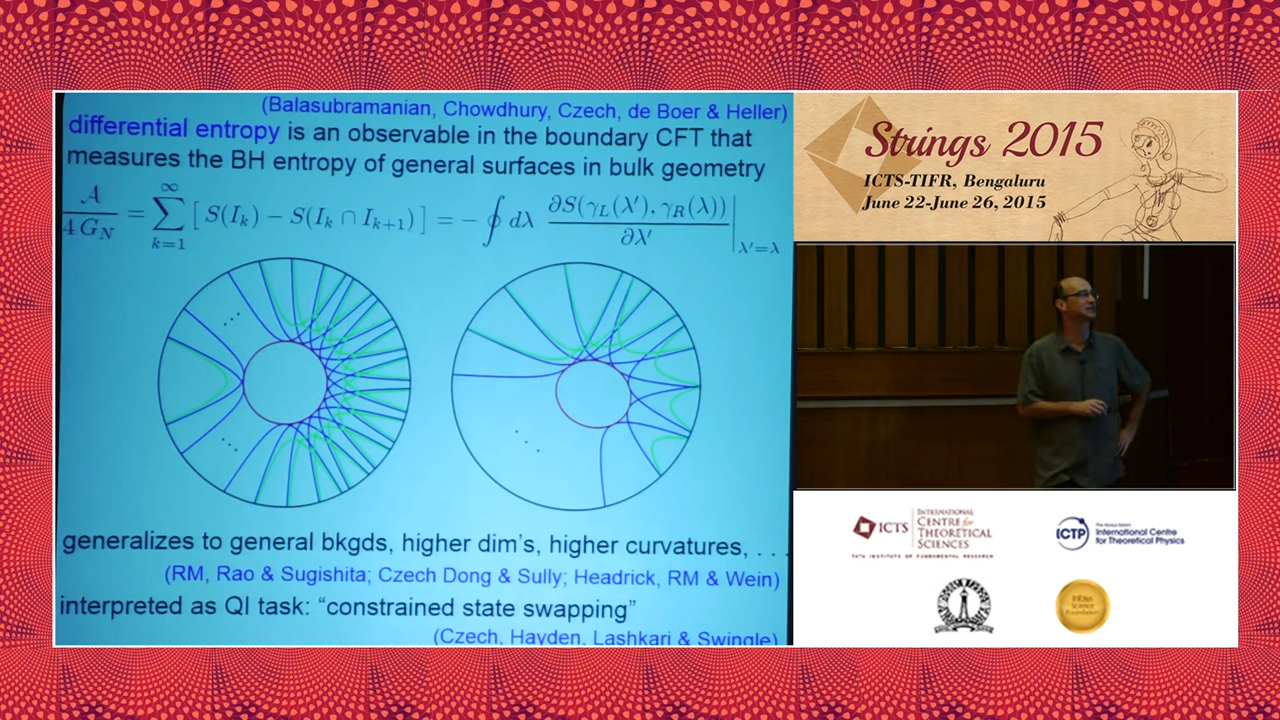 (Balasubramanian, Chowdhury, Czech, de Boer & Heller)
differential entropy is an observable in the boundary CFT that
measures the BH entropy of general surfaces in bulk geometry
𝒜/(4 G_N) = ∑_{k=1}^{∞} [ S(I_k) − S(I_k ∩ I_{k+1}) ] = − ∮ dλ ∂S(γ_L(λ′), γ_R(λ))/∂λ′ |_{λ′=λ}
generalizes to general bkgds, higher dim's, higher curvatures, . . .
(RM, Rao & Sugishita; Czech Dong & Sully; Headrick, RM & Wein)
interpreted as QI task: “constrained state swapping”
(Czech, Hayden, Lashkari & Swingle)
Strings 2015
ICTS-TIFR, Bengaluru
June 22-June 26, 2015
ICTS
INTERNATIONAL
CENTRE for
THEORETICAL
SCIENCES
TATA INSTITUTE OF FUNDAMENTAL RESEARCH
ICTP
The Abdus Salam
International Centre
for Theoretical Physics
Infosys
Science
Foundation